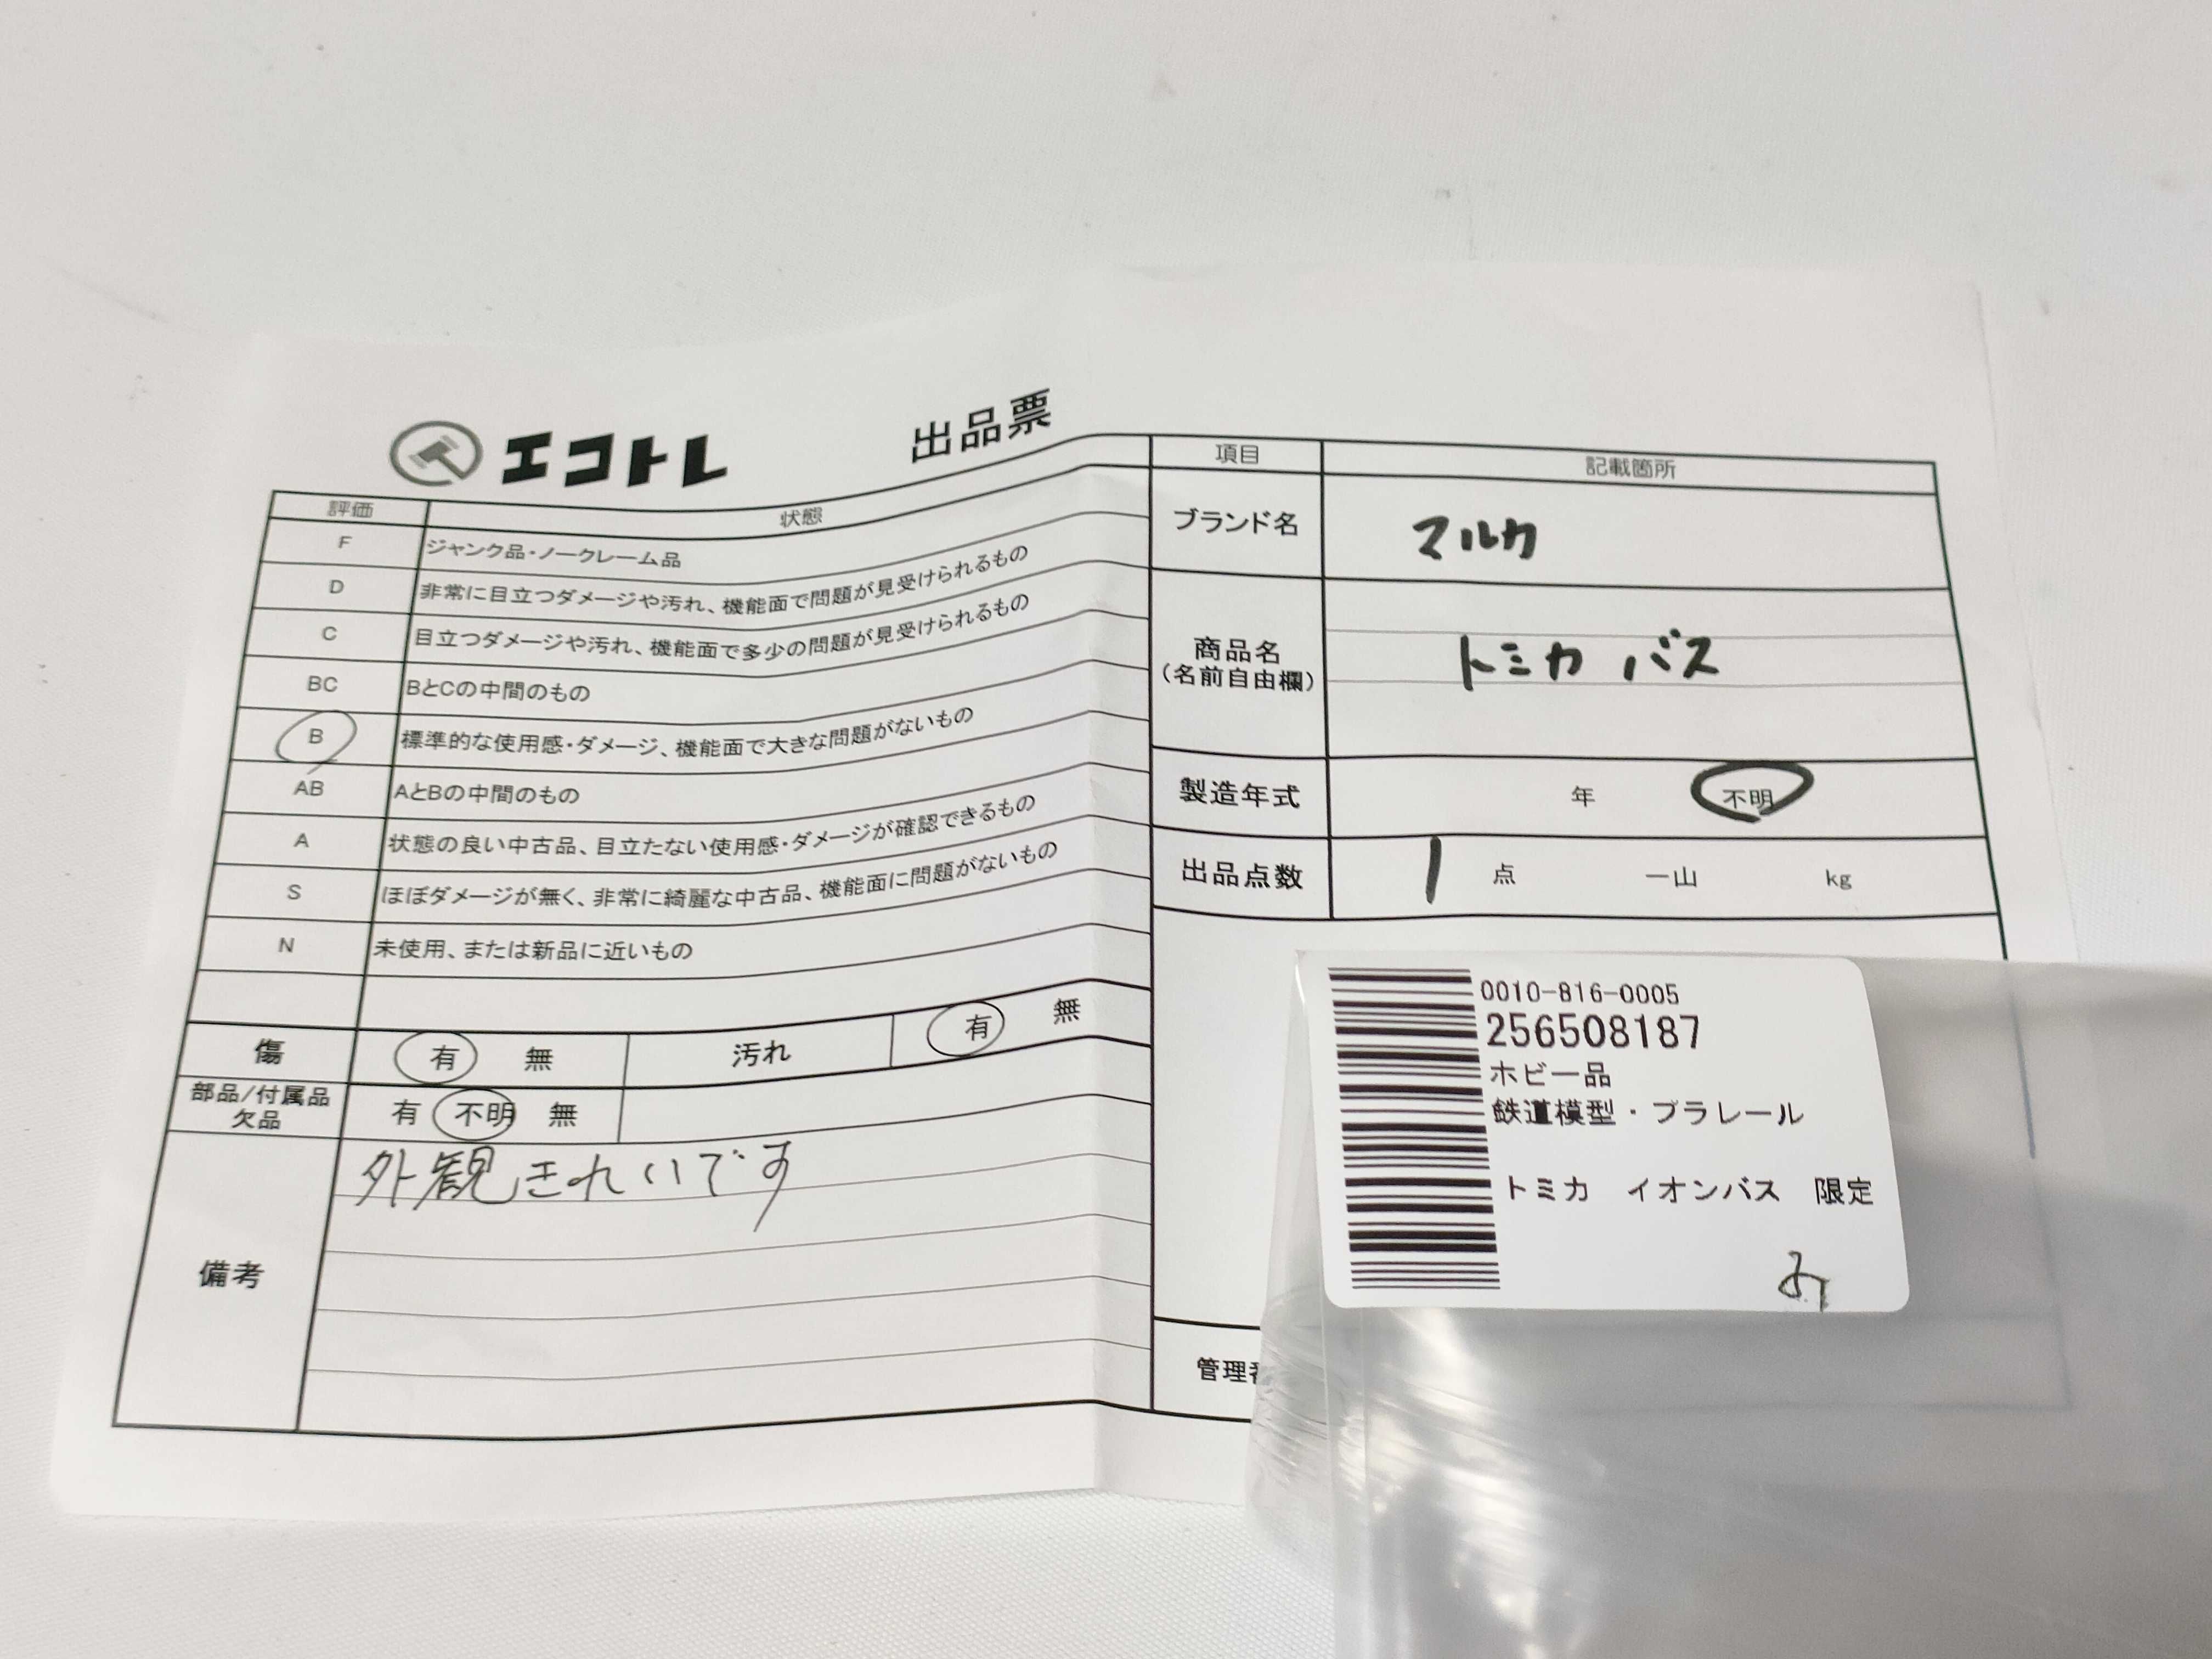 エコトレ 出品票
評価 状態
F ジャンク品・ノークレーム品
D 非常に目立つダメージや汚れ、機能面で問題が見受けられるもの
C 目立つダメージや汚れ、機能面で多少の問題が見受けられるもの
BC BとCの中間のもの
B 標準的な使用感・ダメージ、機能面で大きな問題がないもの
AB AとBの中間のもの
A 状態の良い中古品、目立たない使用感・ダメージが確認できるもの
S ほぼダメージが無く、非常に綺麗な中古品、機能面に問題がないもの
N 未使用、または新品に近いもの
傷 有 無 汚れ 有 無
部品/付属品
欠品 有 不明 無
備考 外観きれいです
項目 記載箇所
ブランド名 マルカ
商品名
(名前自由欄) トミカ バス
製造年式 年 不明
出品点数 1 点 一山 kg
管理
0010-816-0005
256508187
ホビー品
鉄道模型・プラレール
トミカ イオンバス 限定